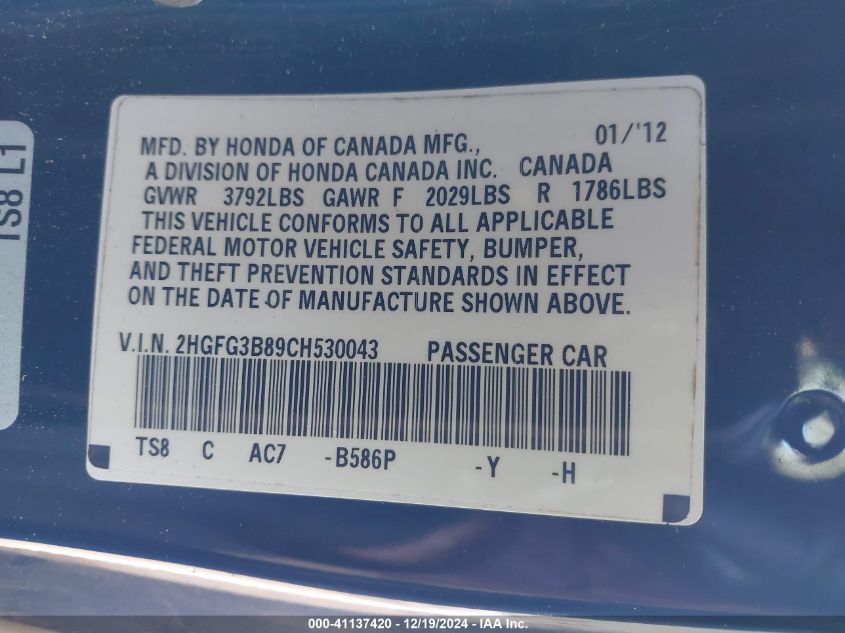 TS8 L1
MFD. BY HONDA OF CANADA MFG., 01/'12
A DIVISION OF HONDA CANADA INC. CANADA
GVWR 3792LBS GAWR F 2029LBS R 1786LBS
THIS VEHICLE CONFORMS TO ALL APPLICABLE
FEDERAL MOTOR VEHICLE SAFETY, BUMPER,
AND THEFT PREVENTION STANDARDS IN EFFECT
ON THE DATE OF MANUFACTURE SHOWN ABOVE.
V.I.N. 2HGFG3B89CH530043 PASSENGER CAR
TS8 C AC7 -B586P -Y -H
000-41137420 - 12/19/2024 - IAA Inc.